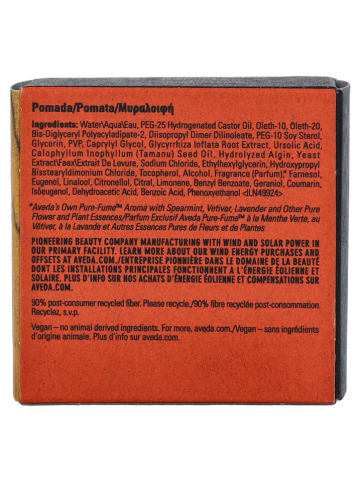 Pomada/Pomata/Μυραλοιφή
Ingredients: Water\Aqua\Eau, PEG-25 Hydrogenated Castor Oil, Oleth-10, Oleth-20,
Bis-Diglyceryl Polyacyladipate-2, Diisopropyl Dimer Dilinoleate, PEG-10 Soy Sterol,
Glycerin, PVP, Caprylyl Glycol, Glycyrrhiza Inflata Root Extract, Ursolic Acid,
Calophyllum Inophyllum (Tamanu) Seed Oil, Hydrolyzed Algin, Yeast
Extract\Faex\Extrait De Levure, Sodium Chloride, Ethylhexylglycerin, Hydroxypropyl
Bisstearyldimonium Chloride, Tocopherol, Alcohol, Fragrance (Parfum),* Farnesol,
Eugenol, Linalool, Citronellol, Citral, Limonene, Benzyl Benzoate, Geraniol, Coumarin,
Isoeugenol, Dehydroacetic Acid, Benzoic Acid, Phenoxyethanol <ILN49924>
*Aveda's Own Pure-Fume™ Aroma with Spearmint, Vetiver, Lavender and Other Pure
Flower and Plant Essences/Parfum Exclusif Aveda Pure-Fume™ à la Menthe Verte, au
Vétiver, à la Lavande et Autres Essences Pures de Fleurs et de Plantes
PIONEERING BEAUTY COMPANY MANUFACTURING WITH WIND AND SOLAR POWER IN
OUR PRIMARY FACILITY. LEARN MORE ABOUT OUR WIND ENERGY PURCHASES AND
OFFSETS AT AVEDA.COM./ENTREPRISE PIONNIÈRE DANS LE DOMAINE DE LA BEAUTÉ
DONT LES INSTALLATIONS PRINCIPALES FONCTIONNENT À L'ÉNERGIE ÉOLIENNE ET
SOLAIRE. PLUS D'INFO SUR NOS ACHATS D'ÉNERGIE ÉOLIENNE ET COMPENSATIONS SUR
AVEDA.COM.
90% post-consumer recycled fiber. Please recycle./90% fibre recyclée post-consommation.
Recyclez, s.v.p.
Vegan – no animal derived ingredients. For more, aveda.com./Vegan – sans ingrédients
d'origine animale. Plus d'info sur aveda.com.